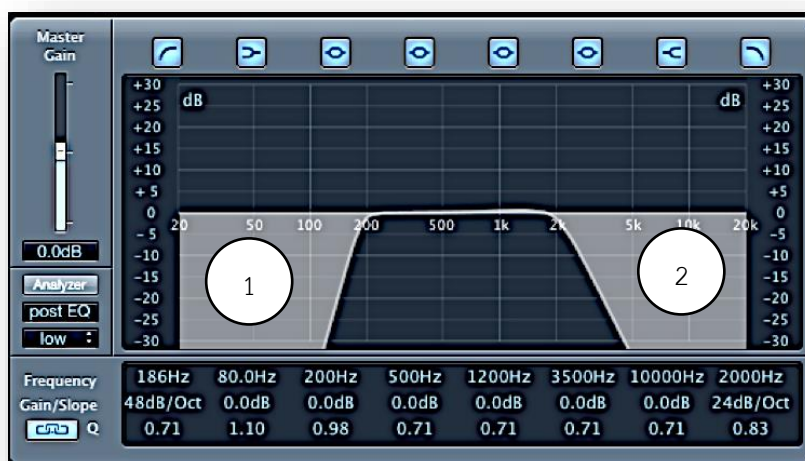 Master
Gain
+30 +30
+25 dB dB +25
+20 +20
+15 +15
+10 +10
+5 +5
0 0
20 50 100 200 500 1k 2k 5k 10k 20k
-5 -5
0.0dB
-10 -10
Analyzer
1 2
-15 -15
post EQ
-20 -20
-25 -25
low
-30 -30
Frequency 186Hz 80.0Hz 200Hz 500Hz 1200Hz 3500Hz 10000Hz 2000Hz
Gain/Slope 48dB/Oct 0.0dB 0.0dB 0.0dB 0.0dB 0.0dB 0.0dB 24dB/Oct
Q 0.71 1.10 0.98 0.71 0.71 0.71 0.71 0.83